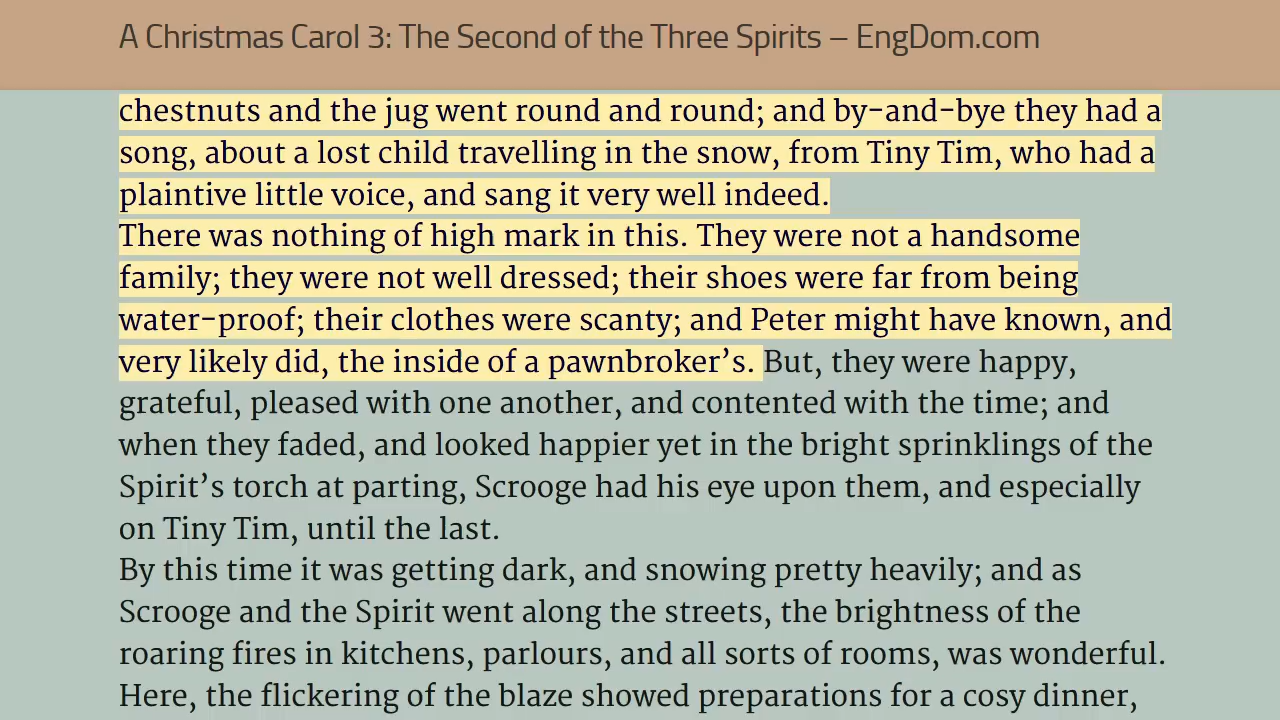 A Christmas Carol 3: The Second of the Three Spirits – EngDom.com
chestnuts and the jug went round and round; and by-and-bye they had a
song, about a lost child travelling in the snow, from Tiny Tim, who had a
plaintive little voice, and sang it very well indeed.
There was nothing of high mark in this. They were not a handsome
family; they were not well dressed; their shoes were far from being
water-proof; their clothes were scanty; and Peter might have known, and
very likely did, the inside of a pawnbroker’s. But, they were happy,
grateful, pleased with one another, and contented with the time; and
when they faded, and looked happier yet in the bright sprinklings of the
Spirit’s torch at parting, Scrooge had his eye upon them, and especially
on Tiny Tim, until the last.
By this time it was getting dark, and snowing pretty heavily; and as
Scrooge and the Spirit went along the streets, the brightness of the
roaring fires in kitchens, parlours, and all sorts of rooms, was wonderful.
Here, the flickering of the blaze showed preparations for a cosy dinner,